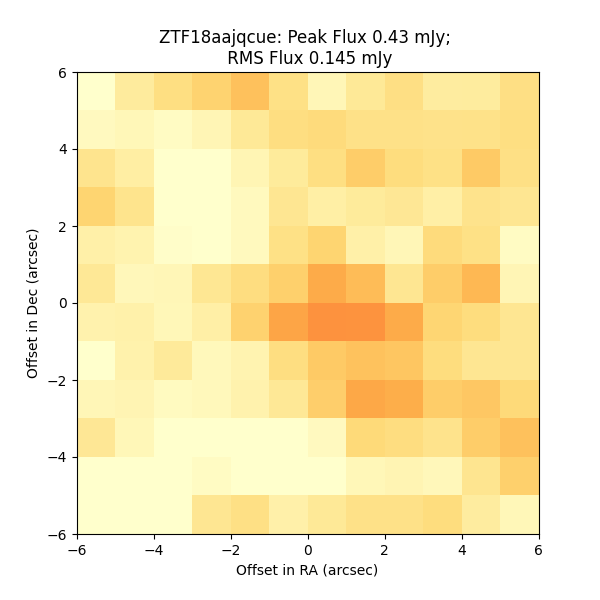 ZTF18aajqcue: Peak Flux 0.43 mJy;
RMS Flux 0.145 mJy
6
4
2
0
−2
−4
−6
Offset in Dec (arcsec)
−6 −4 −2 0 2 4 6
Offset in RA (arcsec)